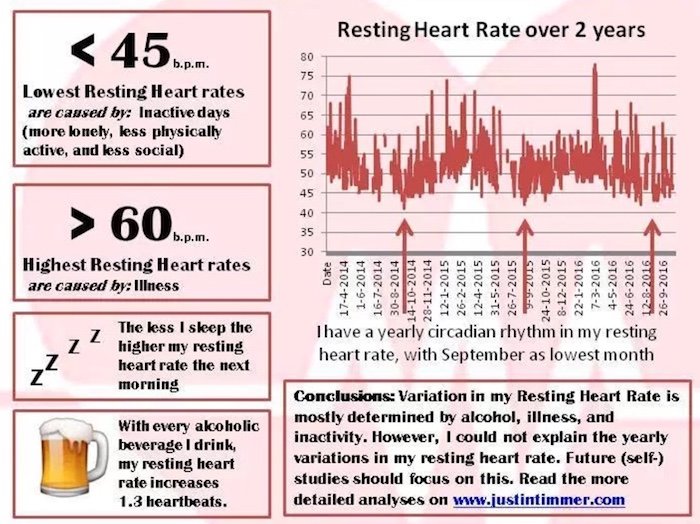 < 45 b.p.m.
Lowest Resting Heart rates
are caused by: Inactive days
(more lonely, less physically
active, and less social)
> 60 b.p.m.
Highest Resting Heart rates
are caused by: Illness
z z z z
The less I sleep the
higher my resting
heart rate the next
morning
With every alcoholic
beverage I drink,
my resting heart
rate increases
1.3 heartbeats.
Resting Heart Rate over 2 years
80
75
70
65
60
55
50
45
40
35
30
Date
17-4-2014
1-6-2014
16-7-2014
30-8-2014
14-10-2014
28-11-2014
12-1-2015
26-2-2015
12-4-2015
31-5-2015
26-7-2015
9-9-2015
24-10-2015
8-12-2015
22-1-2016
7-3-2016
4-5-2016
24-6-2016
12-8-2016
26-9-2016
I have a yearly circadian rhythm in my resting
heart rate, with September as lowest month
Conclusions: Variation in my Resting Heart Rate is
mostly determined by alcohol, illness, and
inactivity. However, I could not explain the yearly
variations in my resting heart rate. Future (self-)
studies should focus on this. Read the more
detailed analyses on www.justintimmer.com